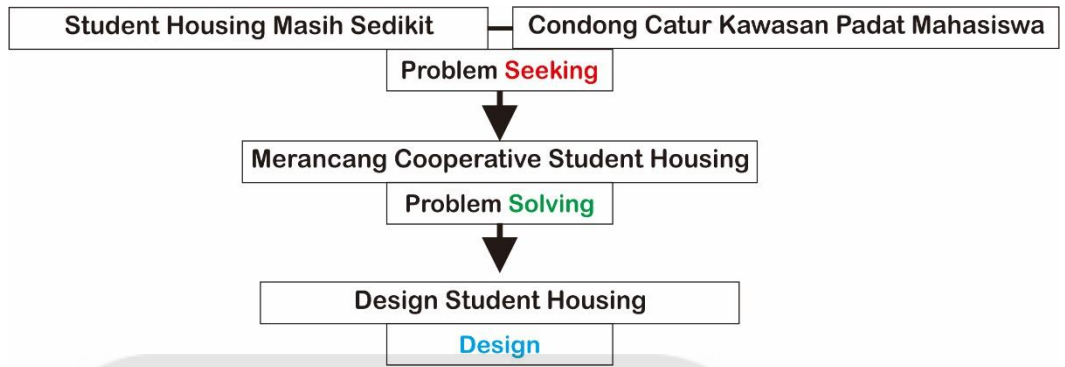 Student Housing Masih Sedikit
Condong Catur Kawasan Padat Mahasiswa
Problem Seeking
Merancang Cooperative Student Housing
Problem Solving
Design Student Housing
Design